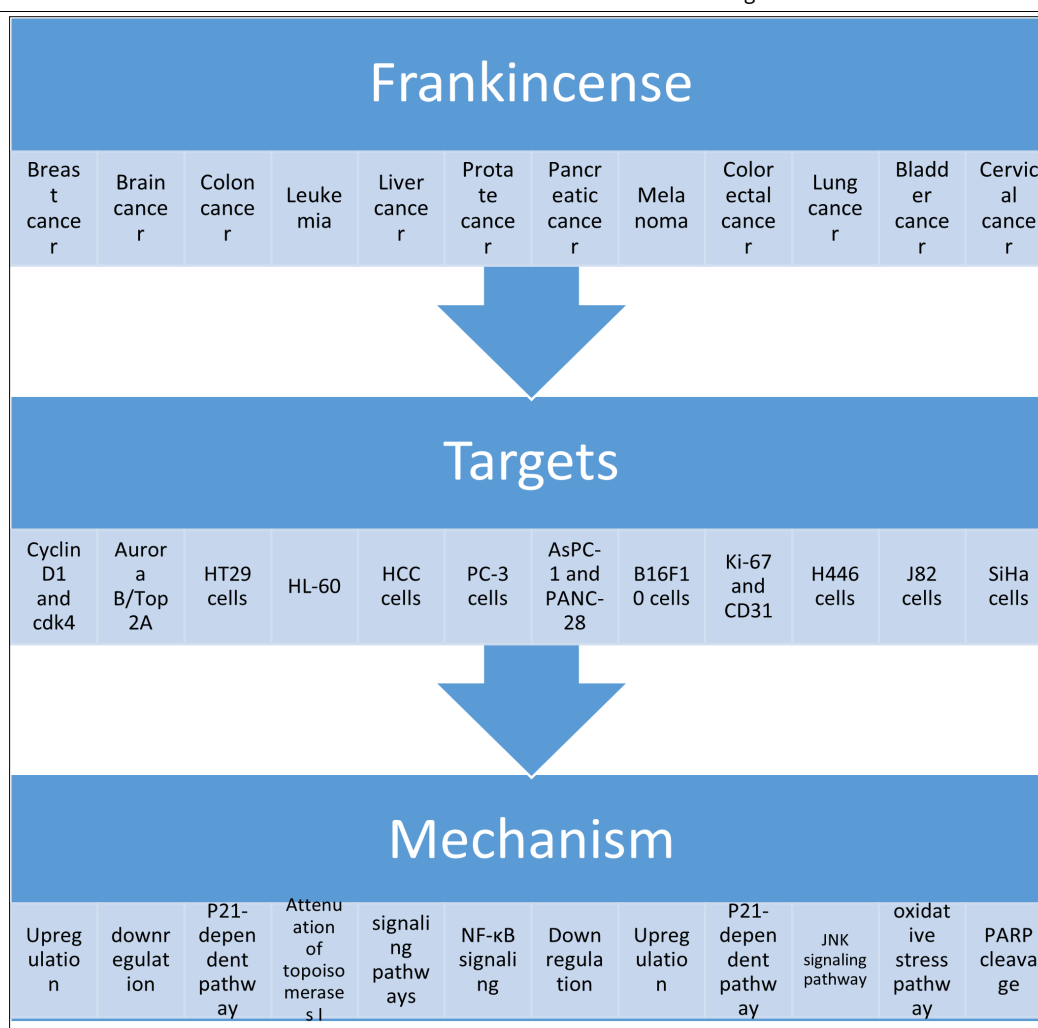 Frankincense
Breas
t
cance
r
Brain
cance
r
Colon
cance
r
Leuke
mia
Liver
cance
r
Prota
te
cance
r
Pancr
eatic
cance
r
Mela
noma
Color
ectal
cance
r
Lung
cance
r
Bladd
er
cance
r
Cervic
al
cance
r
Targets
Cyclin
D1
and
cdk4
Auror
a
B/Top
2A
HT29
cells
HL-60
HCC
cells
PC-3
cells
AsPC-
1 and
PANC-
28
B16F1
0 cells
Ki-67
and
CD31
H446
cells
J82
cells
SiHa
cells
Mechanism
Upreg
ulatio
n
downr
egulat
ion
P21-
depen
dent
pathw
ay
Attenu
ation
of
topoiso
merase
s I
signali
ng
pathw
ays
NF-κB
signali
ng
Down
regula
tion
Upreg
ulatio
n
P21-
depen
dent
pathw
ay
JNK
signaling
pathway
oxidat
ive
stress
pathw
ay
PARP
cleava
ge